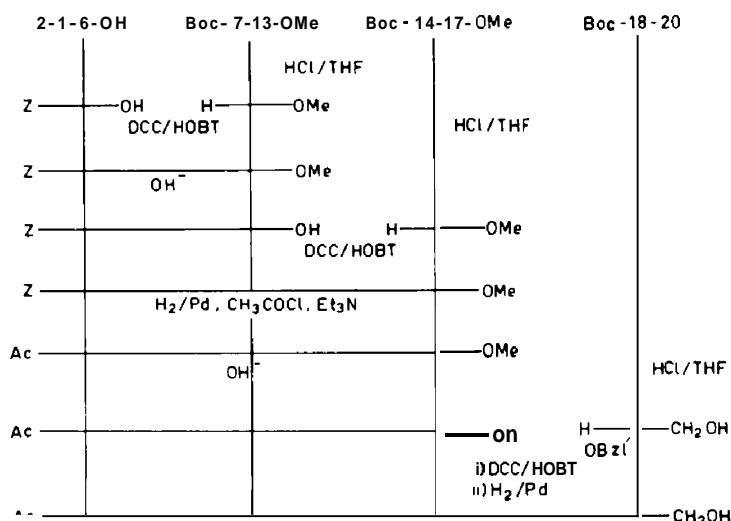 2-1-6-OH Boc-7-13-OMe Boc-14-17-OMe Boc-18-20
HCl/THF
Z OH H OMe
DCC/HOBT
HCl/THF
Z OMe
OH⁻
Z OH H OMe
DCC/HOBT
Z OMe
H₂/Pd, CH₃COCl, Et₃N
Ac OMe
OH⁻
HCl/THF
Ac on H CH₂OH
OBzl
i)DCC/HOBT
ii)H₂/Pd
CH₂OH